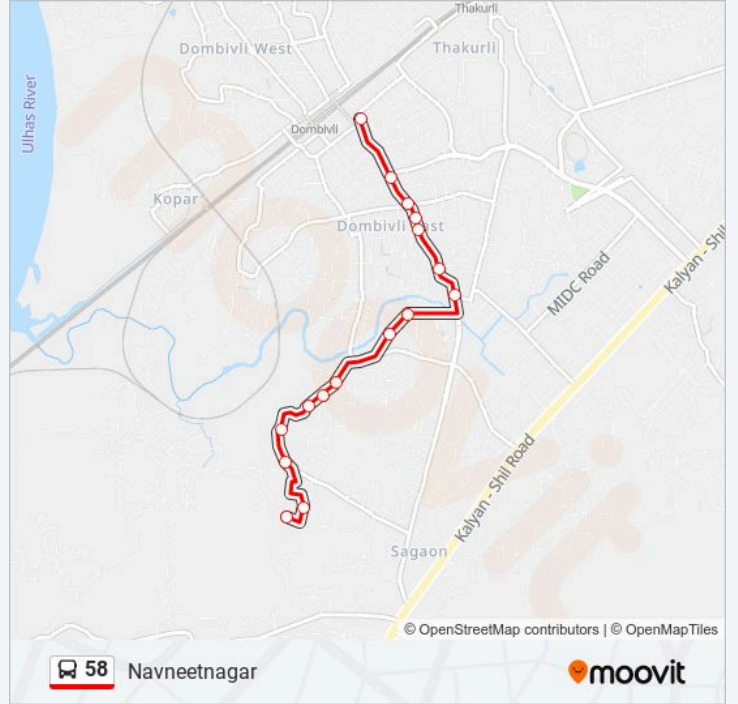 Thakurli
Dombivli West
Thakurli
Ulhas River
Dombivli
Kopar
Dombivli East
Kalyan - Shil
MIDC Road
Kalyan - Shil Road
Sagaon
moovit
© OpenStreetMap contributors | © OpenMapTiles
58 Navneetnagar
moovit